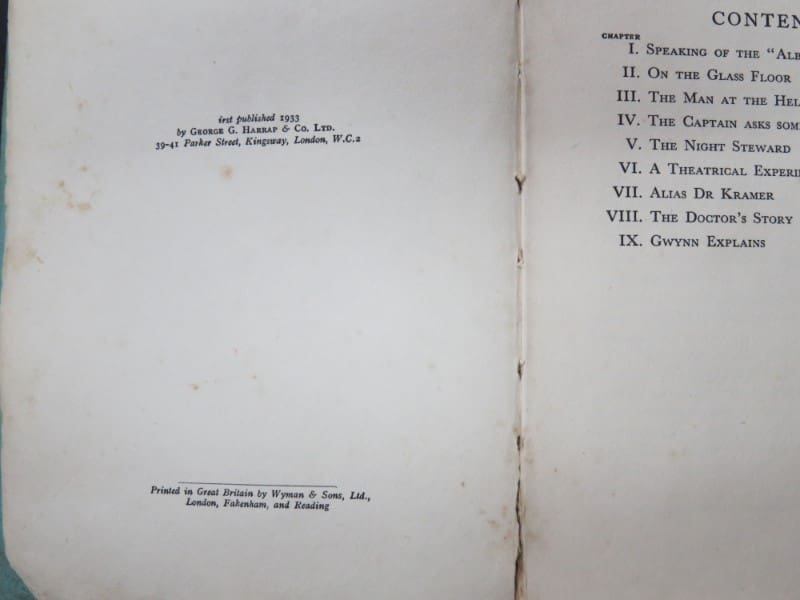 irst published 1933
by GEORGE G. HARRAP & CO. LTD.
39-41 Parker Street, Kingsway, London, W.C.2
Printed in Great Britain by Wyman & Sons, Ltd.,
London, Fakenham, and Reading
CONTEN
CHAPTER
I. SPEAKING OF THE "ALB
II. ON THE GLASS FLOOR
III. THE MAN AT THE HEL
IV. THE CAPTAIN ASKS SOM
V. THE NIGHT STEWARD
VI. A THEATRICAL EXPERI
VII. ALIAS DR KRAMER
VIII. THE DOCTOR'S STORY
IX. GWYNN EXPLAINS